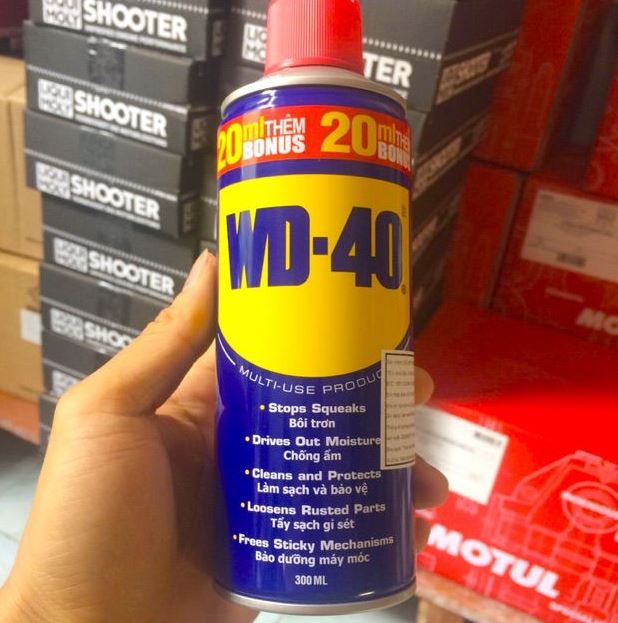 LIQUI MOLY SHOOTER
LIQUI MOLY SHOOTER
LIQUI MOLY SHOOTER
LIQUI MOLY SHOOTER
TER
SHOOTER
20ml THÊM BONUS 20ml THÊM BONUS
WD-40
MULTI-USE PRODUC
• Stops Squeaks
Bôi trơn
• Drives Out Moisture
Chống ẩm
• Cleans and Protects
Làm sạch và bảo vệ
• Loosens Rusted Parts
Tẩy sạch gỉ sét
• Frees Sticky Mechanisms
Bảo dưỡng máy móc
300 ML
MO
MOTUL